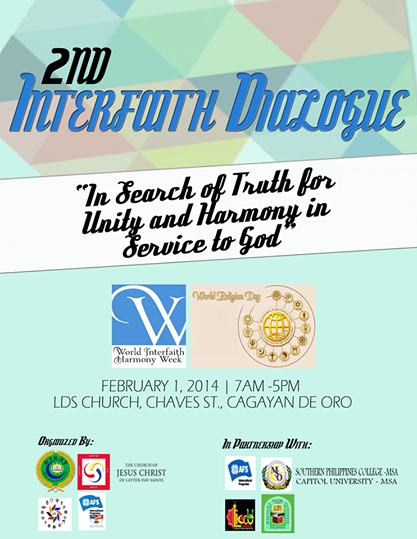 2ND
INTERFAITH DIALOGUE
"In Search of Truth for
Unity and Harmony in
Service to God"
World Interfaith
Harmony Week
World Religion Day
FEBRUARY 1, 2014 | 7AM -5PM
LDS CHURCH, CHAVES ST., CAGAYAN DE ORO
ORGANIZED BY:
THE CHURCH OF
JESUS CHRIST
OF LATTER-DAY SAINTS
AFS
IN PARTNERSHIP WITH:
AFS
SOUTHERN PHILIPPINES COLLEGE -MSA
CAPITOL UNIVERSITY - MSA